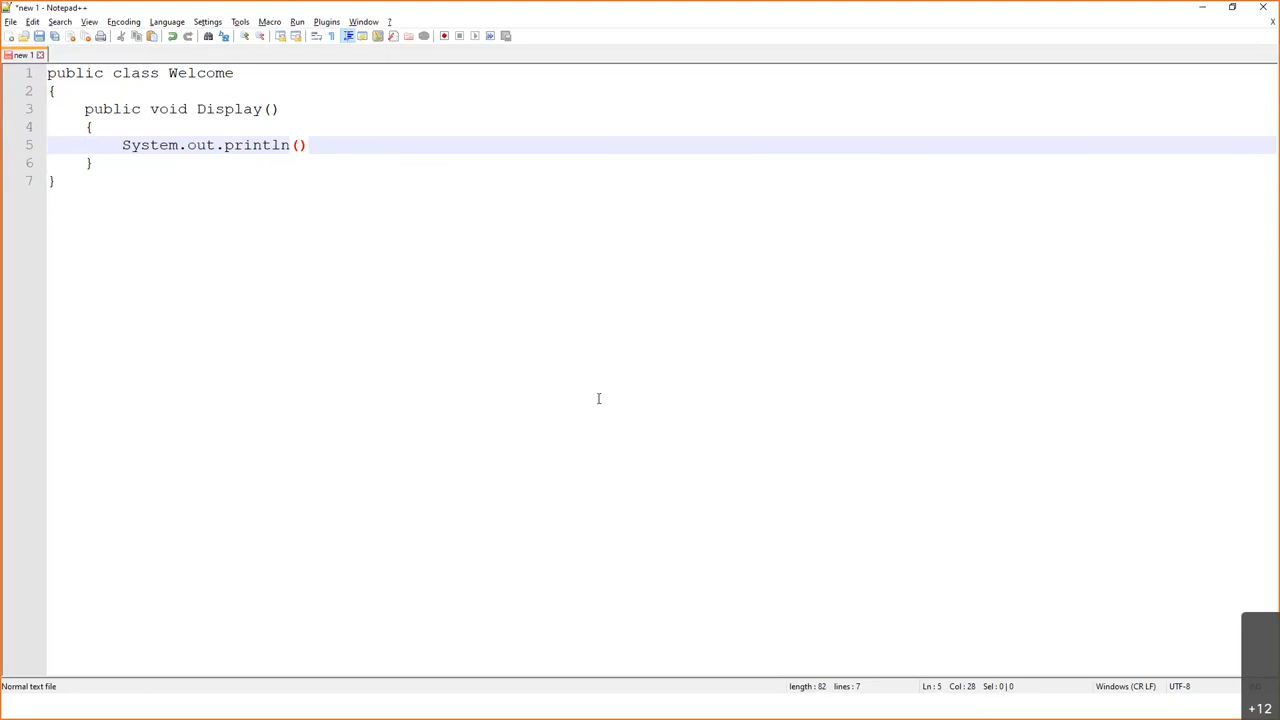 *new 1 - Notepad++
File Edit Search View Encoding Language Settings Tools Macro Run Plugins Window ?
X
new 1
1 public class Welcome
2 {
3 public void Display()
4 {
5 System.out.println()
6 }
7 }
Normal text file length : 82 lines : 7 Ln : 5 Col : 28 Sel : 0 | 0 Windows (CR LF) UTF-8
+12